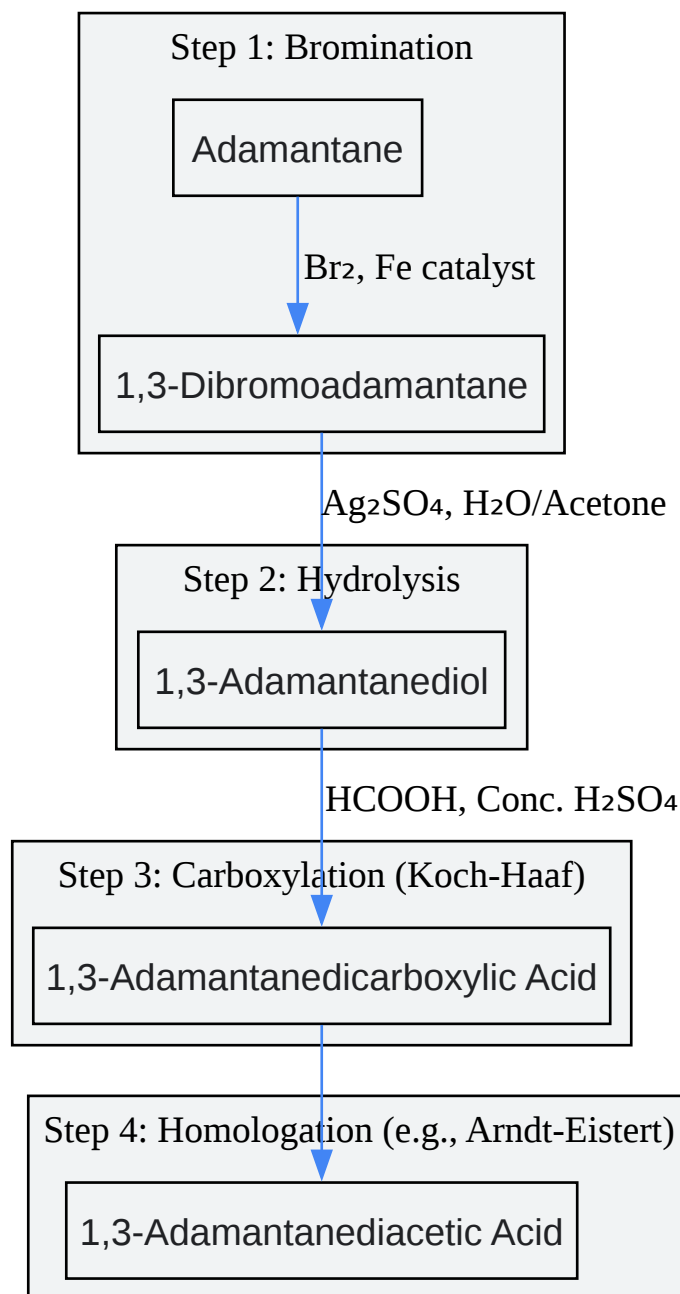 Step 1: Bromination
Adamantane
Br₂, Fe catalyst
1,3-Dibromoadamantane
Ag₂SO₄, H₂O/Acetone
Step 2: Hydrolysis
1,3-Adamantanediol
HCOOH, Conc. H₂SO₄
Step 3: Carboxylation (Koch-Haaf)
1,3-Adamantanedicarboxylic Acid
Step 4: Homologation (e.g., Arndt-Eistert)
1,3-Adamantanediacetic Acid